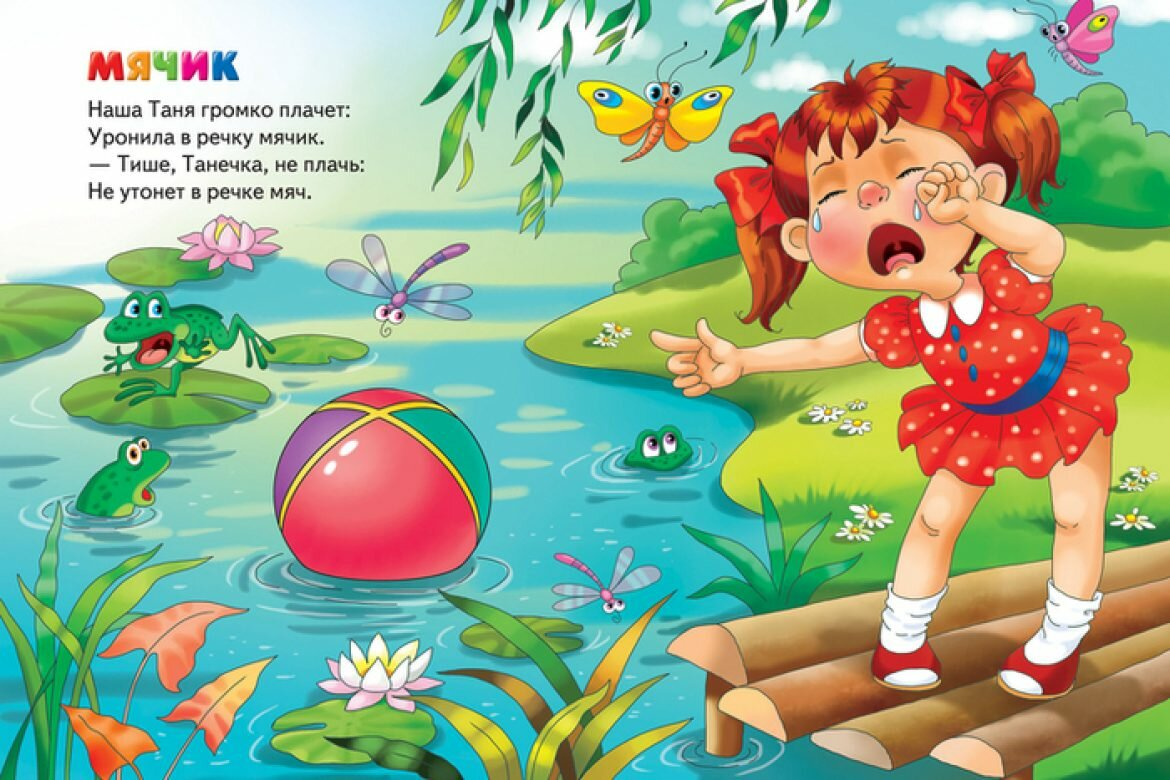 МЯЧИК
Наша Таня громко плачет:
Уронила в речку мячик.
— Тише, Танечка, не плачь:
Не утонет в речке мяч.